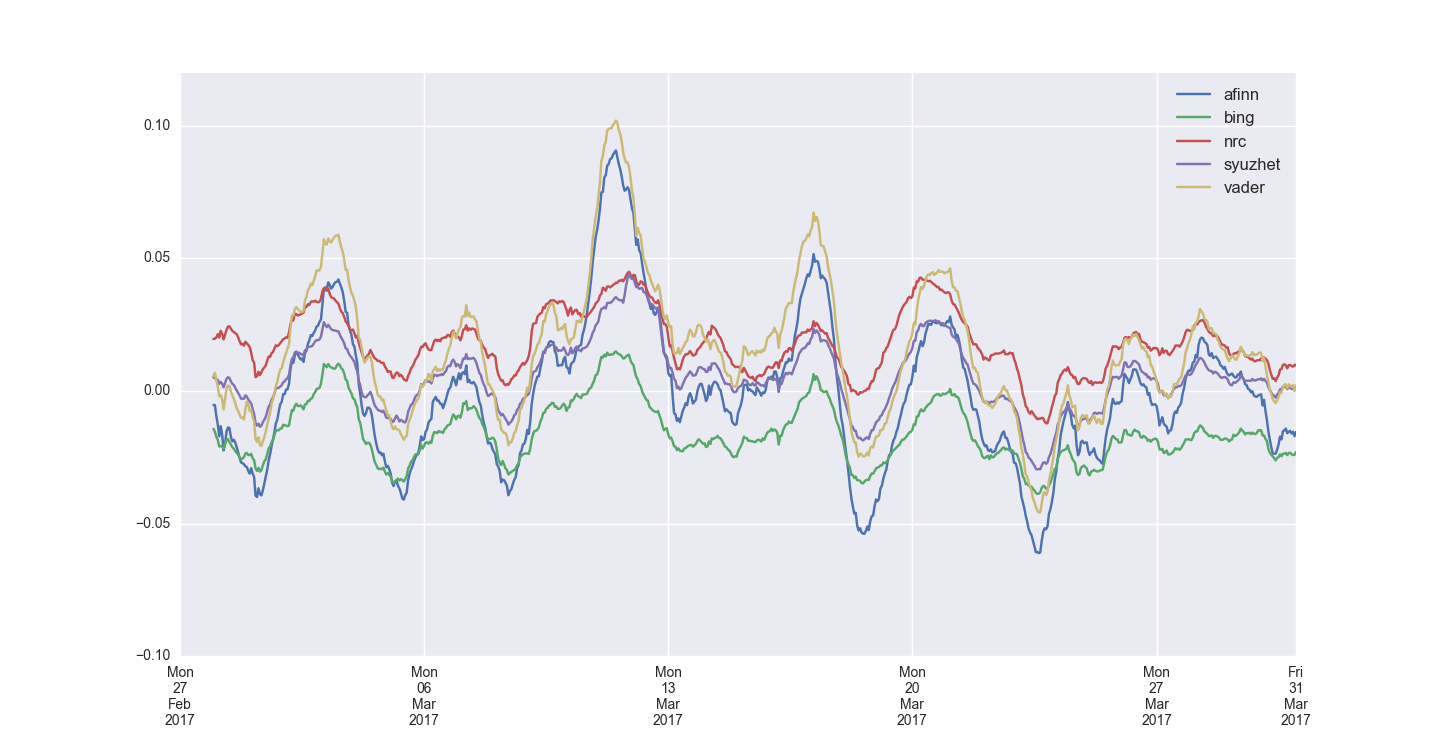 afinn
bing
nrc
syuzhet
vader
0.10
0.05
0.00
−0.05
−0.10
Mon
27
Feb
2017
Mon
06
Mar
2017
Mon
13
Mar
2017
Mon
20
Mar
2017
Mon
27
Mar
2017
Fri
31
Mar
2017